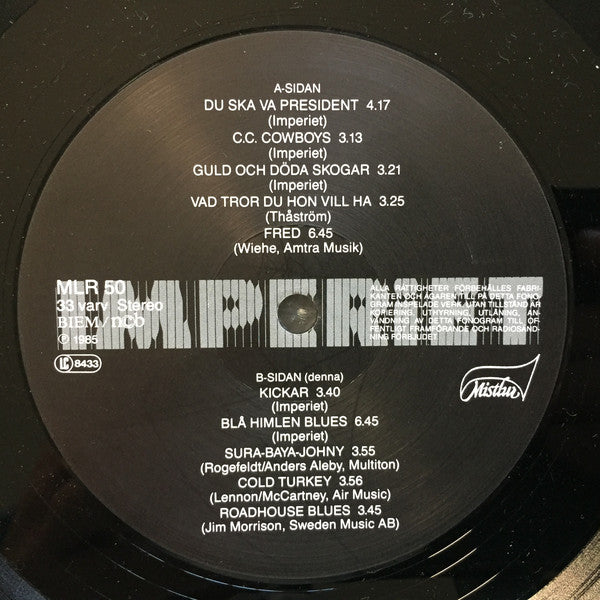 A-SIDAN
DU SKA VA PRESIDENT 4.17
(Imperiet)
C.C. COWBOYS 3.13
(Imperiet)
GULD OCH DÖDA SKOGAR 3.21
(Imperiet)
VAD TROR DU HON VILL HA 3.25
(Thåström)
FRED 6.45
(Wiehe, Amtra Musik)
IMPERIET
MLR 50
33 varv Stereo
BIEM/ncb
℗ 1985
LC 8433
ALLA RÄTTIGHETER FÖRBEHÅLLES FABRI-
KANTEN OCH ÄGAREN TILL PÅ DETTA FONO-
GRAM INSPELADE VERK. UTAN TILLSTÅND ÄR
KOPIERING, UTHYRNING, UTLÅNING, AN-
VÄNDNING AV DETTA FONOGRAM TILL OF-
FENTLIGT FRAMFÖRANDE OCH RADIOSÄND-
NING FÖRBJUDET.
Mistlur
B-SIDAN (denna)
KICKAR 3.40
(Imperiet)
BLÅ HIMLEN BLUES 6.45
(Imperiet)
SURA-BAYA-JOHNY 3.55
(Rogefeldt/Anders Aleby, Multiton)
COLD TURKEY 3.56
(Lennon/McCartney, Air Music)
ROADHOUSE BLUES 3.45
(Jim Morrison, Sweden Music AB)